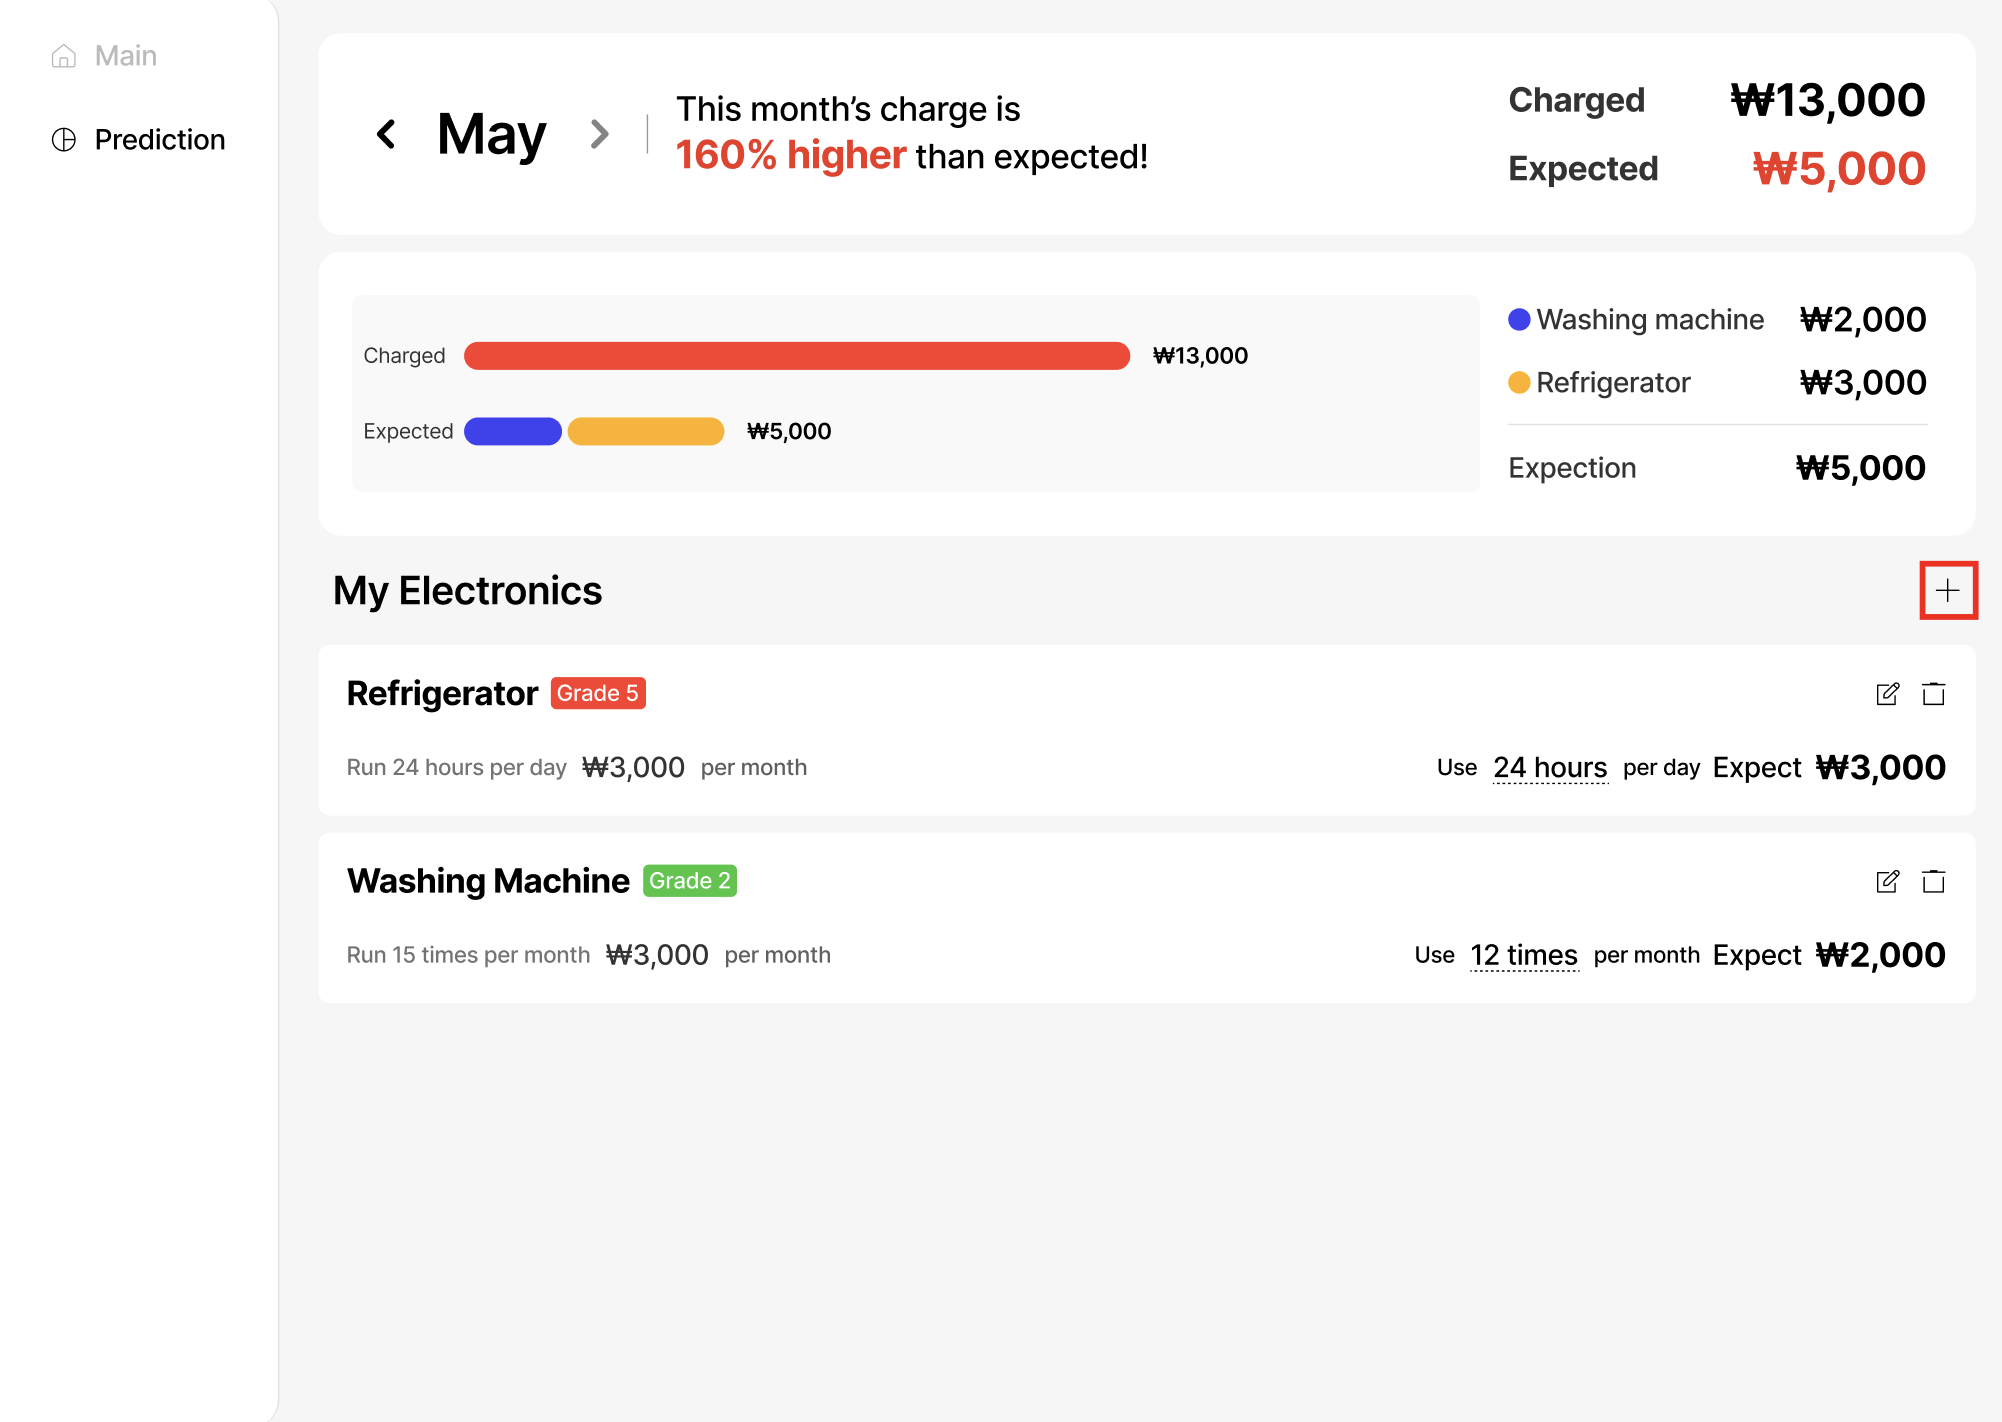 Main
Prediction
May
This month’s charge is
160% higher than expected!
Charged ₩13,000
Expected ₩5,000
Charged ₩13,000
Expected ₩5,000
Washing machine ₩2,000
Refrigerator ₩3,000
Expection ₩5,000
My Electronics
Refrigerator Grade 5
Run 24 hours per day ₩3,000 per month Use 24 hours per day Expect ₩3,000
Washing Machine Grade 2
Run 15 times per month ₩3,000 per month Use 12 times per month Expect ₩2,000